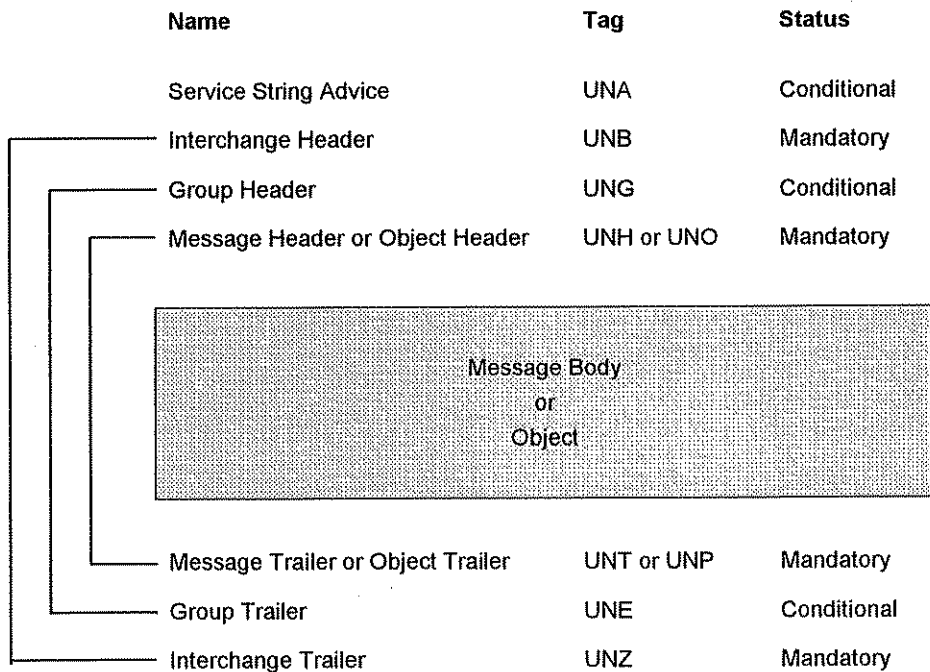 Name Tag Status
Service String Advice UNA Conditional
Interchange Header UNB Mandatory
Group Header UNG Conditional
Message Header or Object Header UNH or UNO Mandatory
Message Body
or
Object
Message Trailer or Object Trailer UNT or UNP Mandatory
Group Trailer UNE Conditional
Interchange Trailer UNZ Mandatory